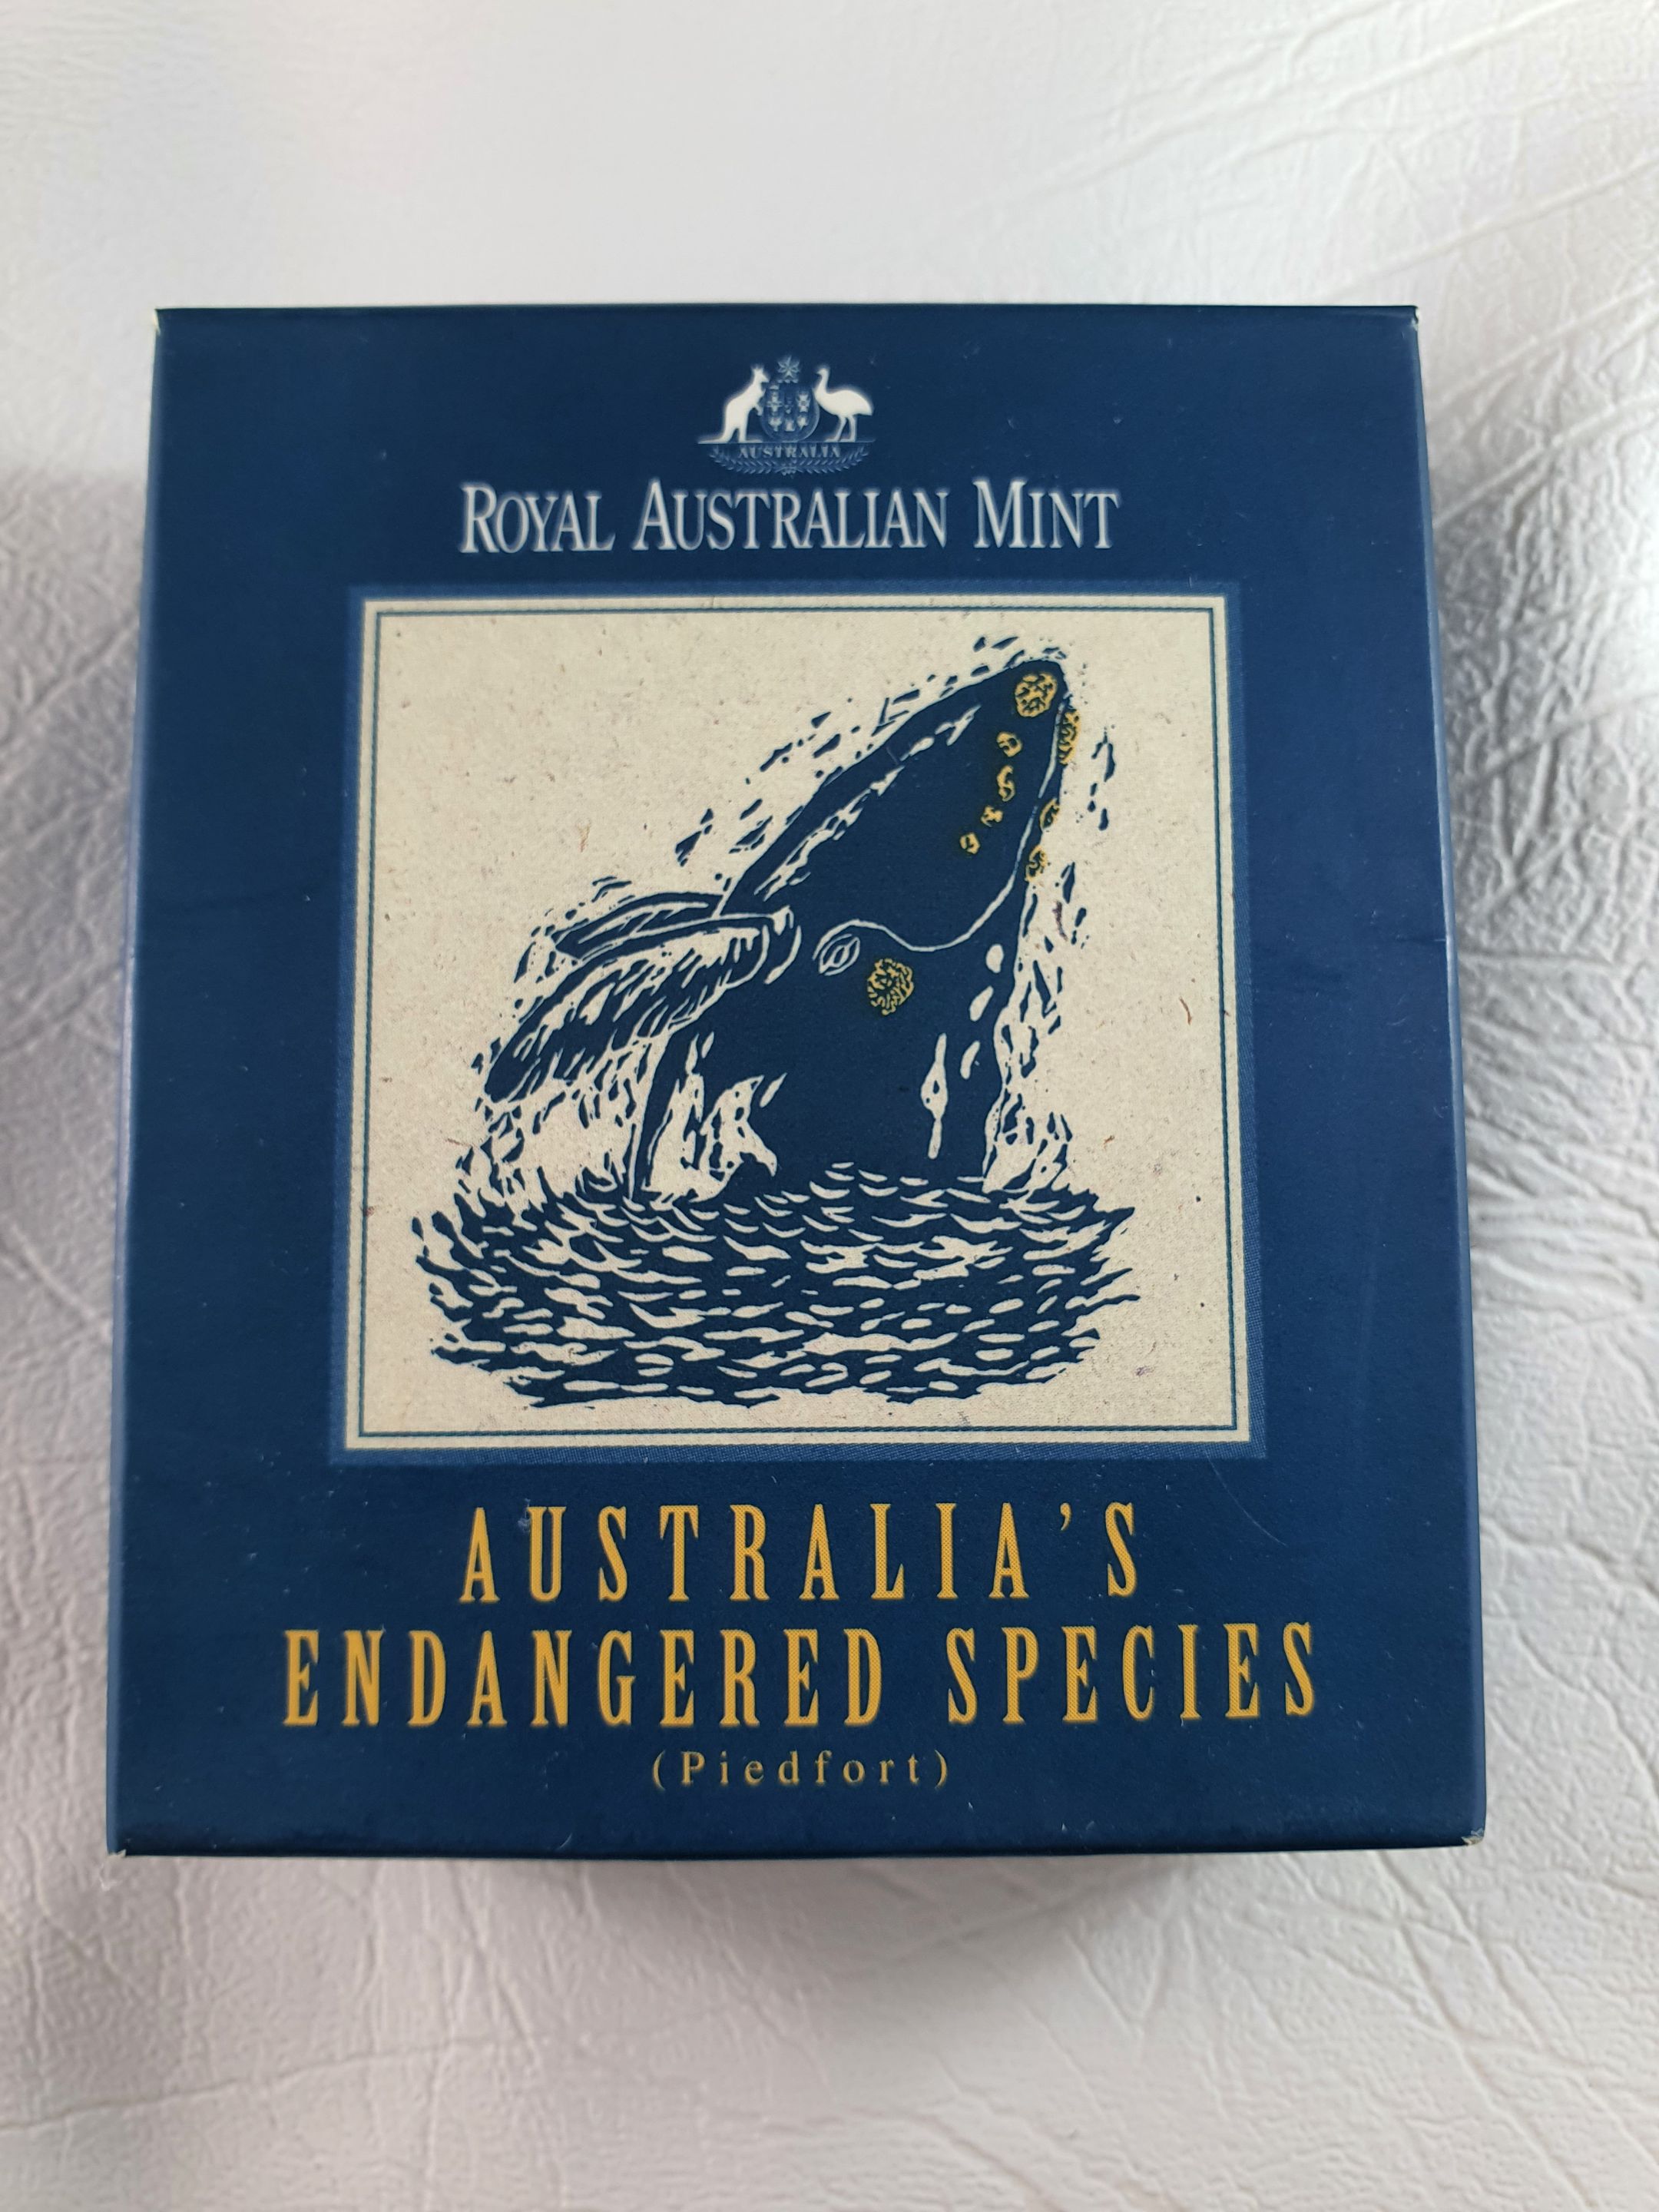 AUSTRALIA
ROYAL AUSTRALIAN MINT
AUSTRALIA'S
ENDANGERED SPECIES
(Piedfort)